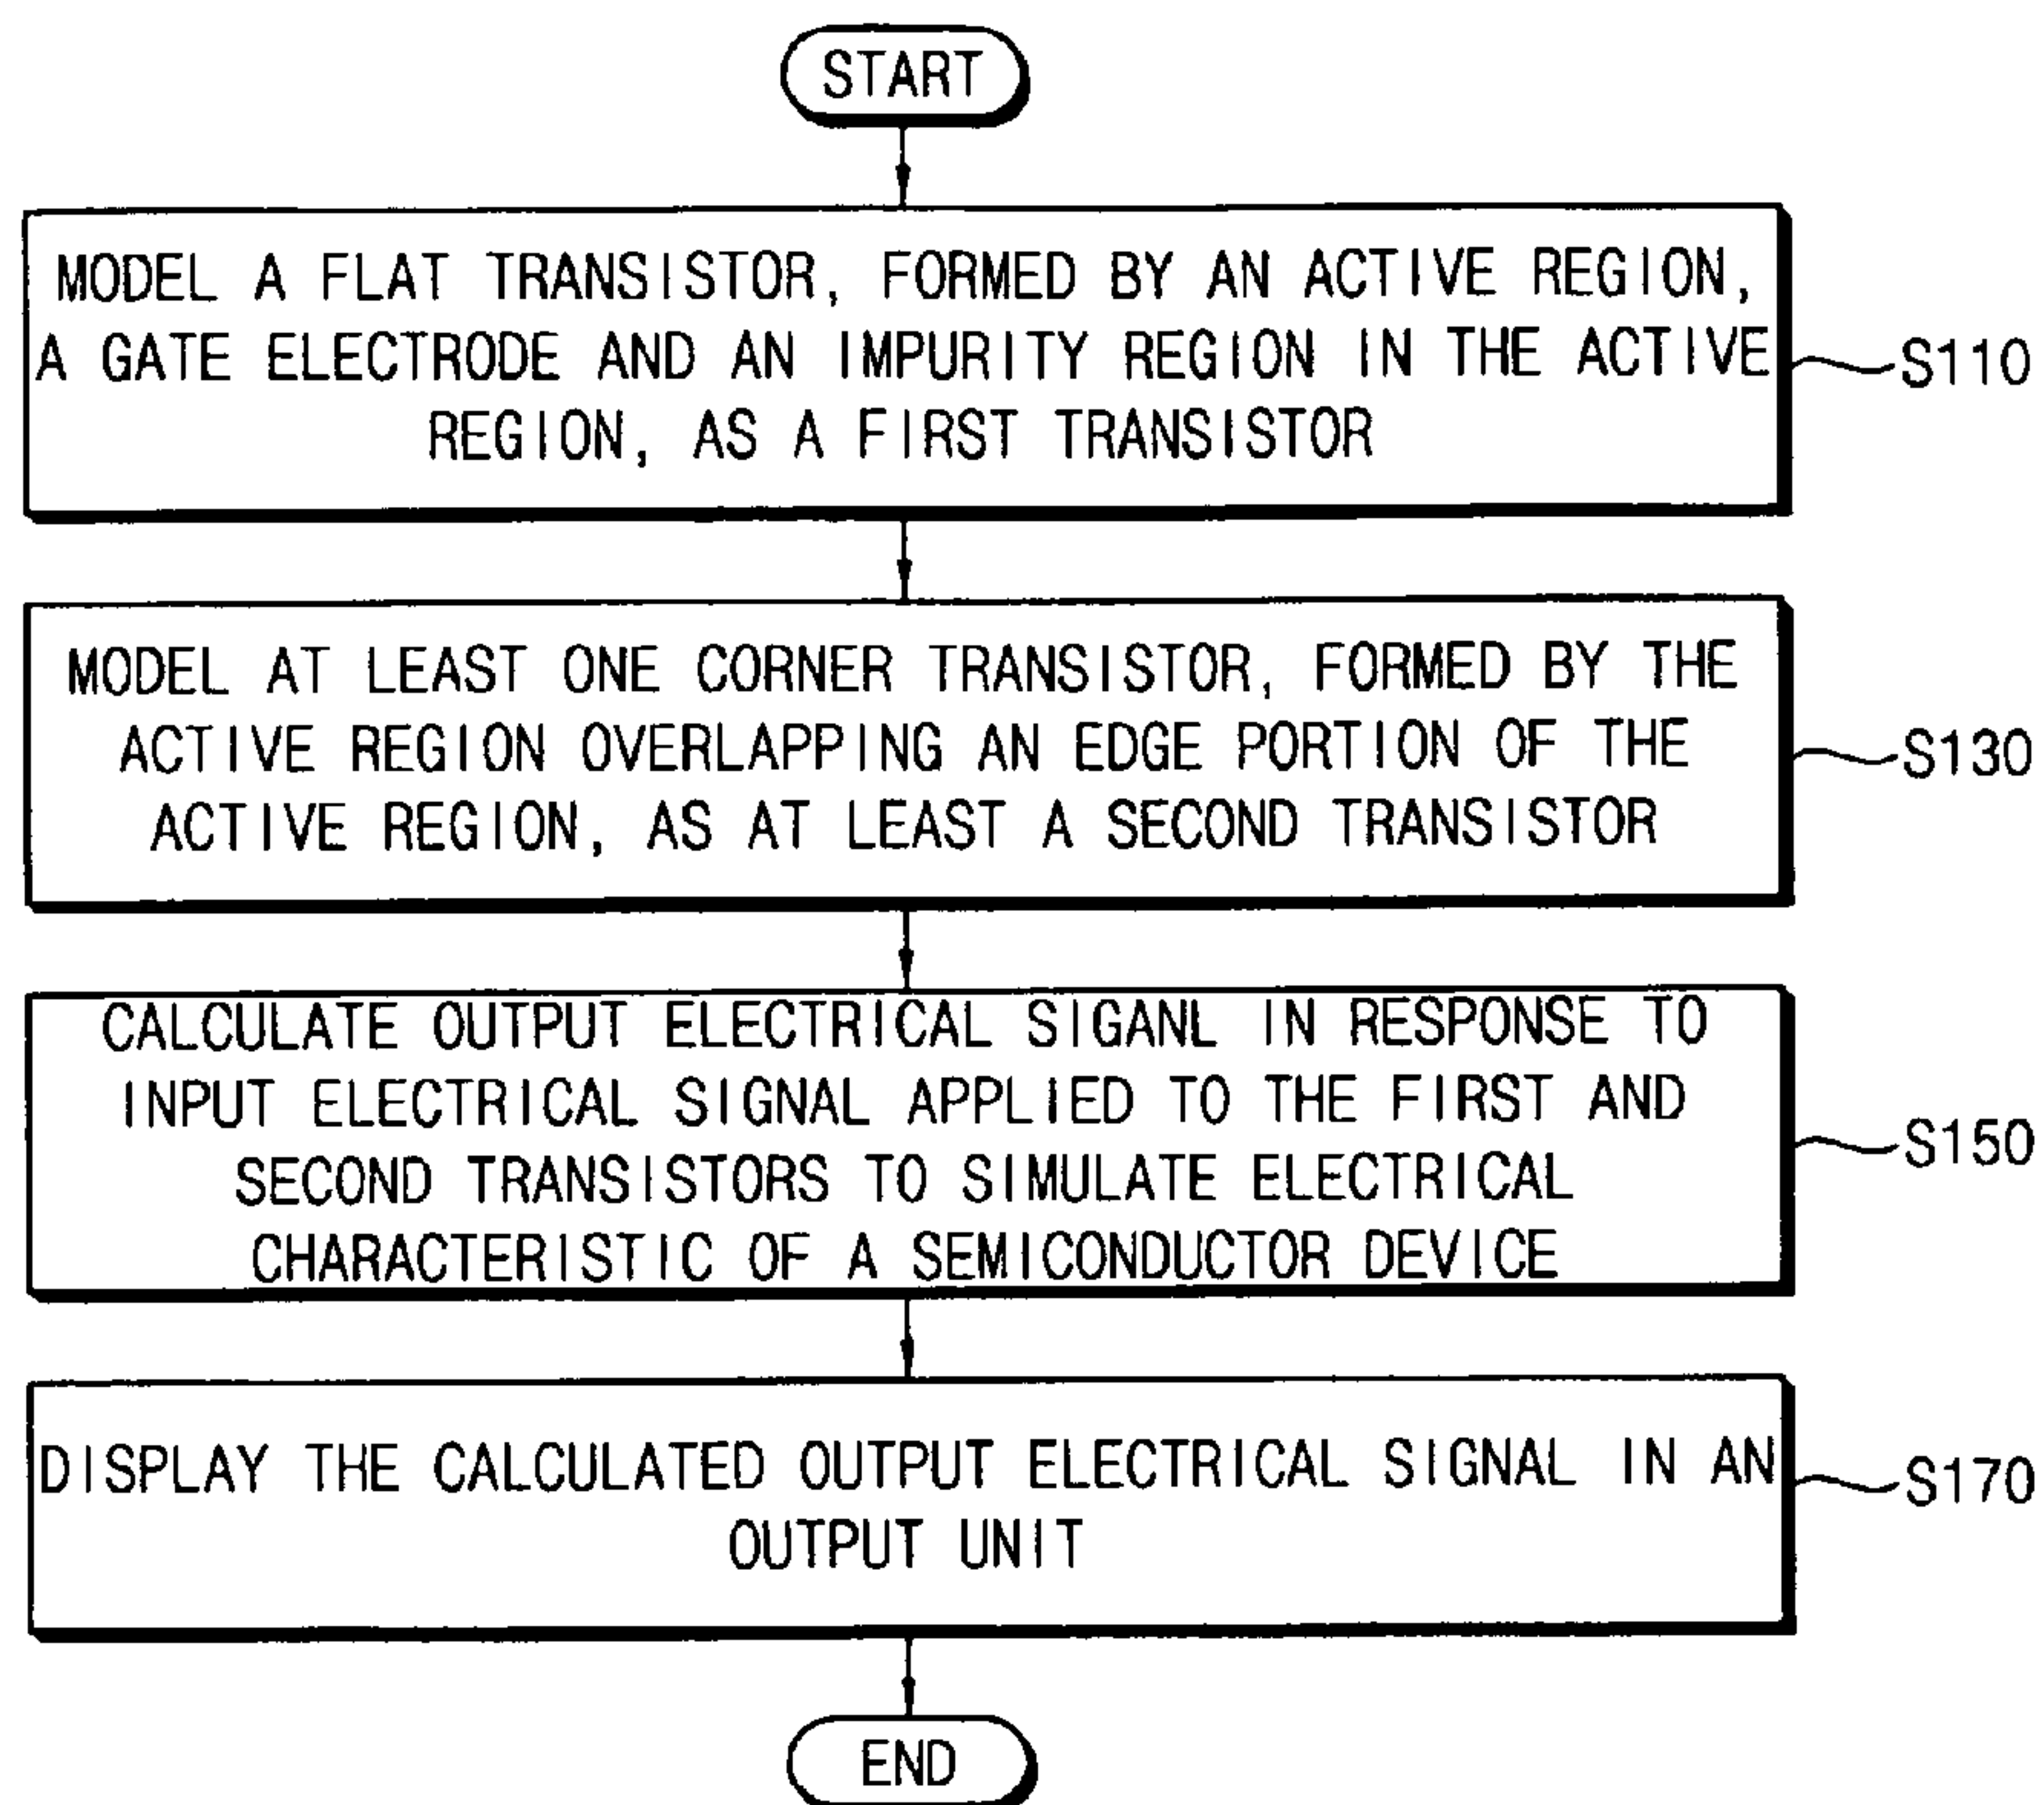 START
MODEL A FLAT TRANSISTOR, FORMED BY AN ACTIVE REGION,
A GATE ELECTRODE AND AN IMPURITY REGION IN THE ACTIVE
REGION, AS A FIRST TRANSISTOR
S110
MODEL AT LEAST ONE CORNER TRANSISTOR, FORMED BY THE
ACTIVE REGION OVERLAPPING AN EDGE PORTION OF THE
ACTIVE REGION, AS AT LEAST A SECOND TRANSISTOR
S130
CALCULATE OUTPUT ELECTRICAL SIGANL IN RESPONSE TO
INPUT ELECTRICAL SIGNAL APPLIED TO THE FIRST AND
SECOND TRANSISTORS TO SIMULATE ELECTRICAL
CHARACTERISTIC OF A SEMICONDUCTOR DEVICE
S150
DISPLAY THE CALCULATED OUTPUT ELECTRICAL SIGNAL IN AN
OUTPUT UNIT
S170
END